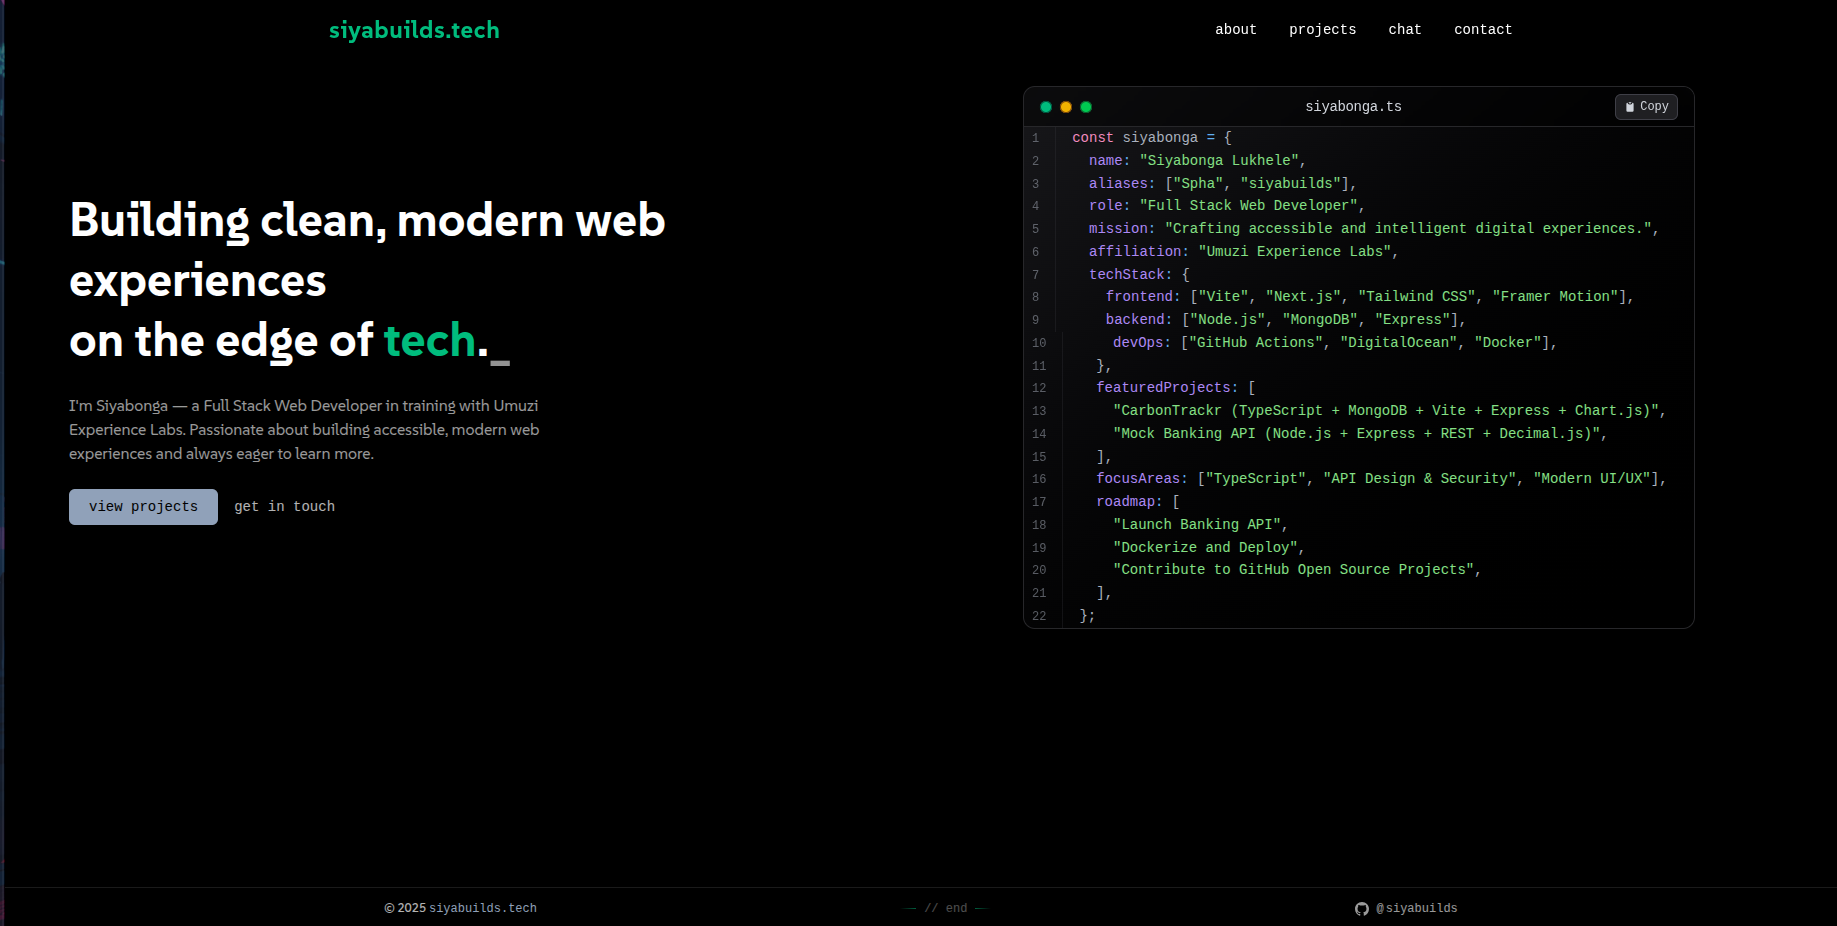 siyabuilds.tech
about projects chat contact
Building clean, modern web
experiences
on the edge of tech._
I'm Siyabonga — a Full Stack Web Developer in training with Umuzi
Experience Labs. Passionate about building accessible, modern web
experiences and always eager to learn more.
view projects get in touch
siyabonga.ts Copy
1 const siyabonga = {
2 name: "Siyabonga Lukhele",
3 aliases: ["Spha", "siyabuilds"],
4 role: "Full Stack Web Developer",
5 mission: "Crafting accessible and intelligent digital experiences.",
6 affiliation: "Umuzi Experience Labs",
7 techStack: {
8 frontend: ["Vite", "Next.js", "Tailwind CSS", "Framer Motion"],
9 backend: ["Node.js", "MongoDB", "Express"],
10 devOps: ["GitHub Actions", "DigitalOcean", "Docker"],
11 },
12 featuredProjects: [
13 "CarbonTrackr (TypeScript + MongoDB + Vite + Express + Chart.js)",
14 "Mock Banking API (Node.js + Express + REST + Decimal.js)",
15 ],
16 focusAreas: ["TypeScript", "API Design & Security", "Modern UI/UX"],
17 roadmap: [
18 "Launch Banking API",
19 "Dockerize and Deploy",
20 "Contribute to GitHub Open Source Projects",
21 ],
22 };
© 2025 siyabuilds.tech
// end
@siyabuilds